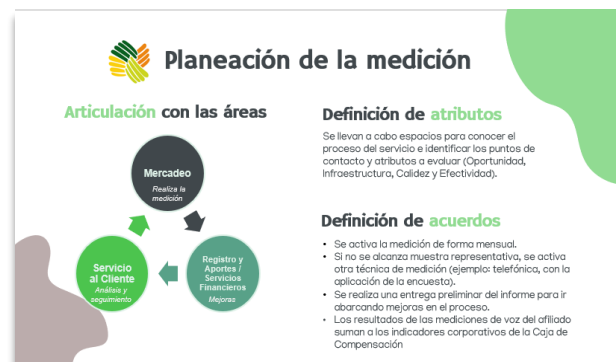 Planeación de la medición
Articulación con las áreas
Mercadeo
Realiza la
medición
Registro y
Aportes /
Servicios
Financieros
Mejoras
Servicio
al Cliente
Análisis y
seguimiento
Definición de atributos
Se llevan a cabo espacios para conocer el
proceso del servicio e identificar los puntos de
contacto y atributos a evaluar (Oportunidad,
Infraestructura, Calidez y Efectividad).
Definición de acuerdos
• Se activa la medición de forma mensual.
• Si no se alcanza muestra representativa, se activa
otra técnica de medición (ejemplo: telefónica, con la
aplicación de la encuesta).
• Se realiza una entrega preliminar del informe para ir
abarcando mejoras en el proceso.
• Los resultados de las mediciones de voz del afiliado
suman a los indicadores corporativos de la Caja de
Compensación